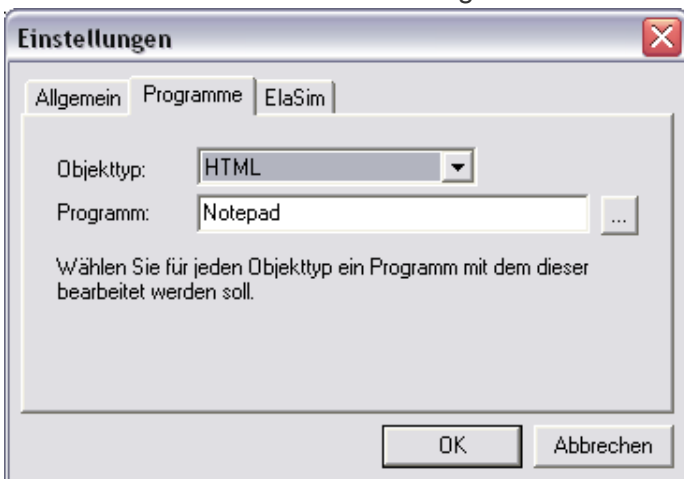 Einstellungen
Allgemein Programme ElaSim
Objekttyp: HTML
Programm: Notepad ...
Wählen Sie für jeden Objekttyp ein Programm mit dem dieser
bearbeitet werden soll.
OK Abbrechen